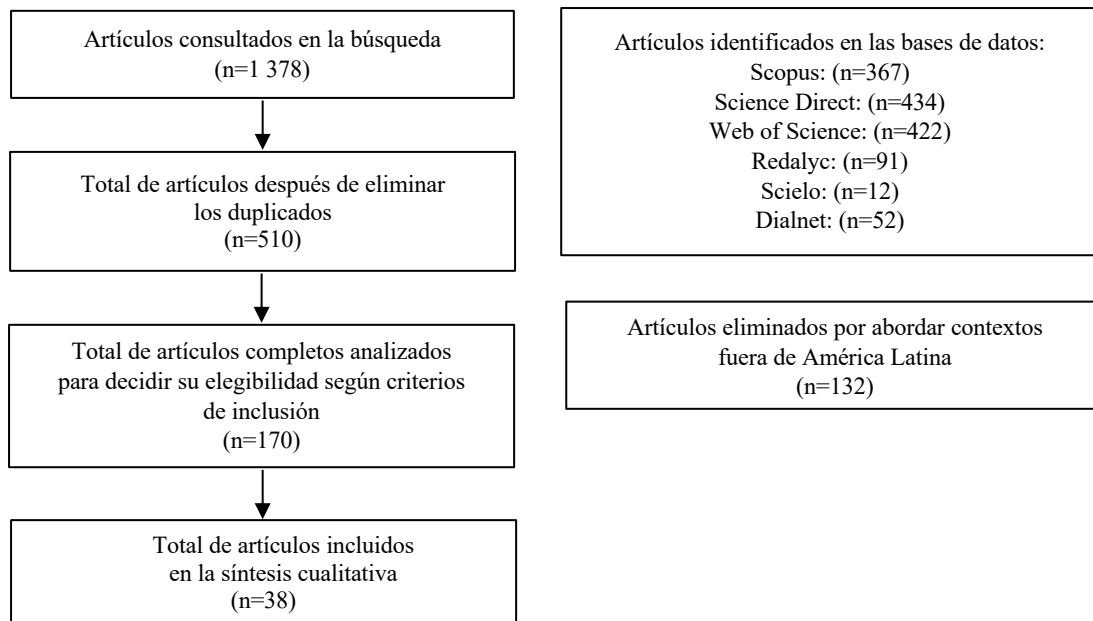 Artículos consultados en la búsqueda
(n=1 378)
Total de artículos después de eliminar
los duplicados
(n=510)
Total de artículos completos analizados
para decidir su elegibilidad según criterios
de inclusión
(n=170)
Total de artículos incluidos
en la síntesis cualitativa
(n=38)
Artículos identificados en las bases de datos:
Scopus: (n=367)
Science Direct: (n=434)
Web of Science: (n=422)
Redalyc: (n=91)
Scielo: (n=12)
Dialnet: (n=52)
Artículos eliminados por abordar contextos
fuera de América Latina
(n=132)